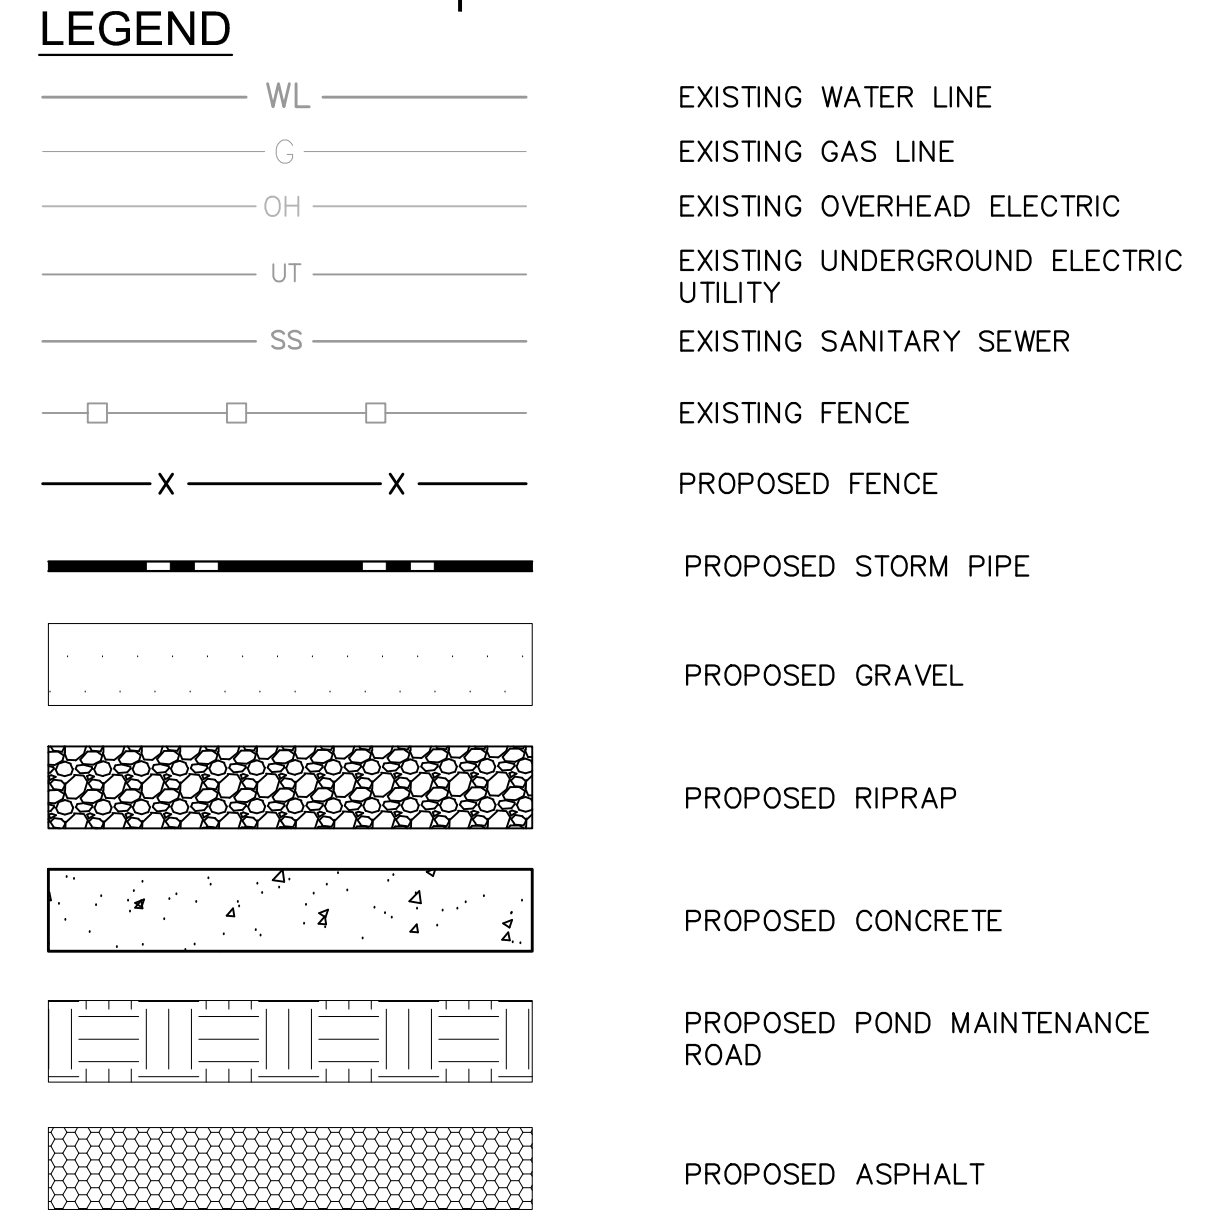 LEGEND
WL EXISTING WATER LINE
G EXISTING GAS LINE
OH EXISTING OVERHEAD ELECTRIC
UT EXISTING UNDERGROUND ELECTRIC
UTILITY
SS EXISTING SANITARY SEWER
EXISTING FENCE
X X PROPOSED FENCE
PROPOSED STORM PIPE
PROPOSED GRAVEL
PROPOSED RIPRAP
PROPOSED CONCRETE
PROPOSED POND MAINTENANCE
ROAD
PROPOSED ASPHALT